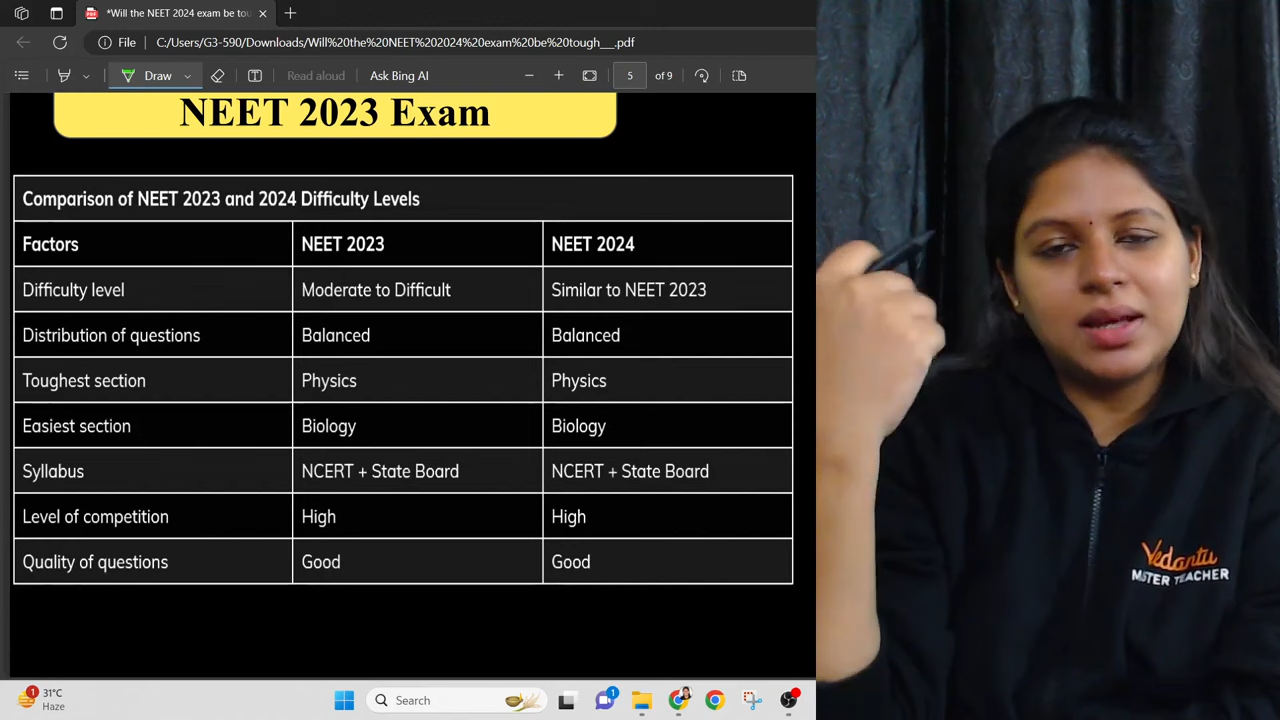 *Will the NEET 2024 exam be tou
File C:/Users/G3-590/Downloads/Will%20the%20NEET%202024%20exam%20be%20tough__.pdf
Draw Read aloud Ask Bing AI 5 of 9
NEET 2023 Exam
Comparison of NEET 2023 and 2024 Difficulty Levels
Factors NEET 2023 NEET 2024
Difficulty level Moderate to Difficult Similar to NEET 2023
Distribution of questions Balanced Balanced
Toughest section Physics Physics
Easiest section Biology Biology
Syllabus NCERT + State Board NCERT + State Board
Level of competition High High
Quality of questions Good Good
Vedantu
MASTER TEACHER
1 31°C Search 1
Haze